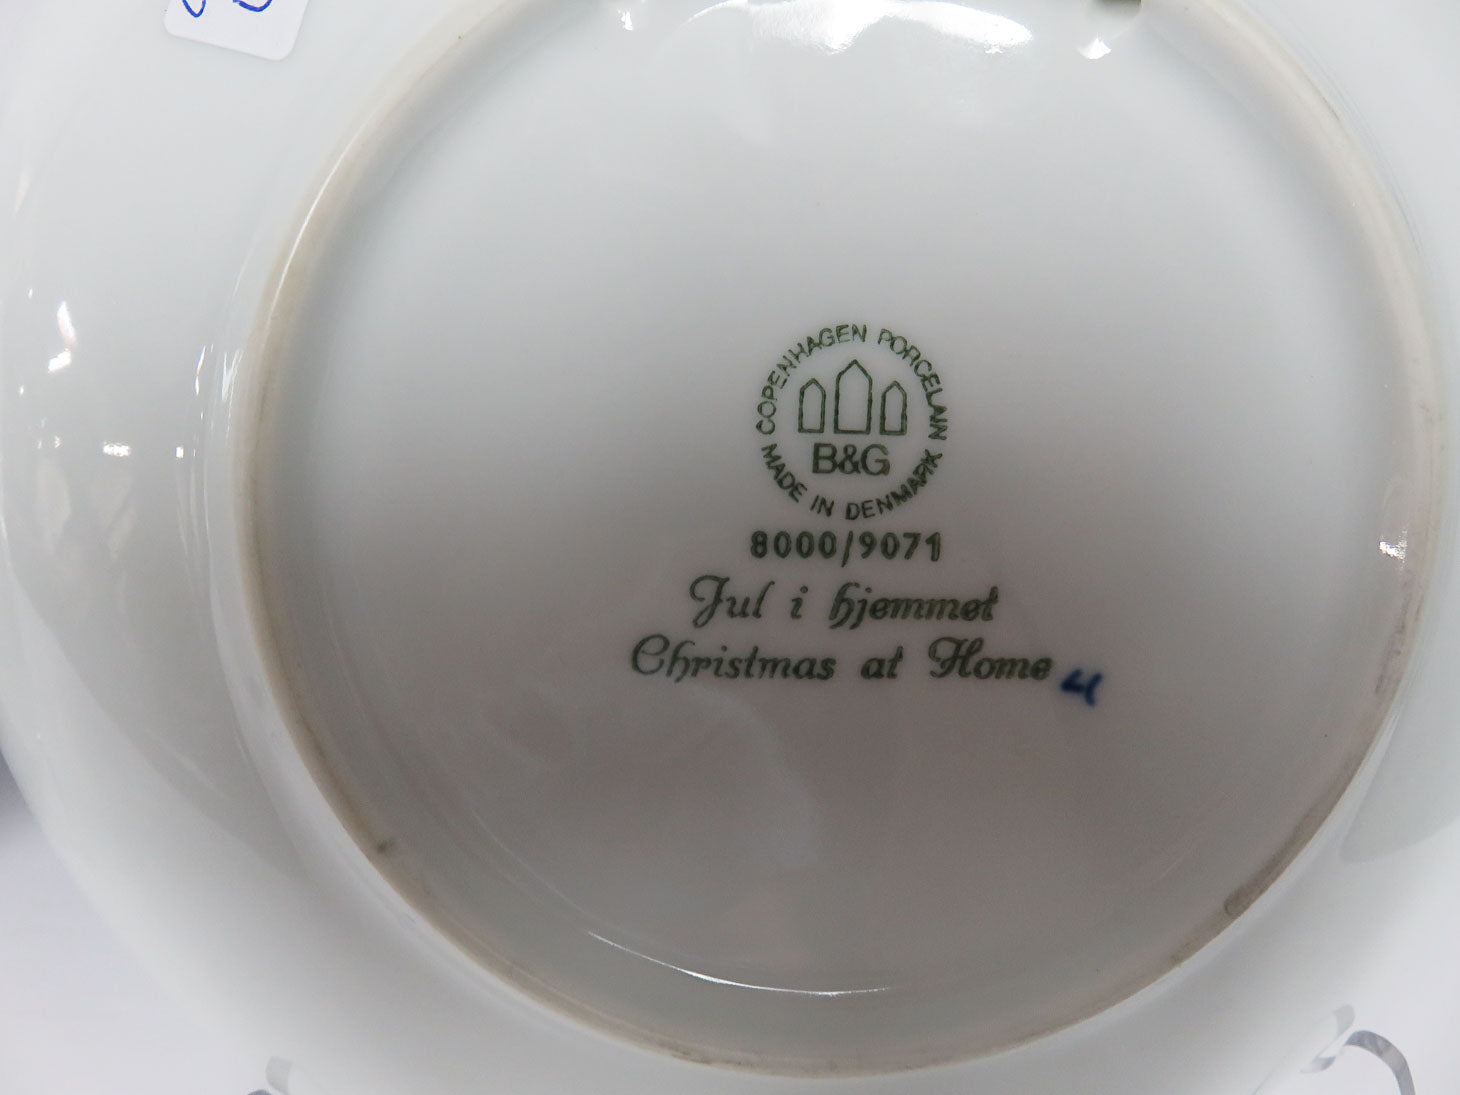 COPENHAGEN PORCELAIN
B&G
MADE IN DENMARK
8000/9071
Jul i hjemmet
Christmas at Home